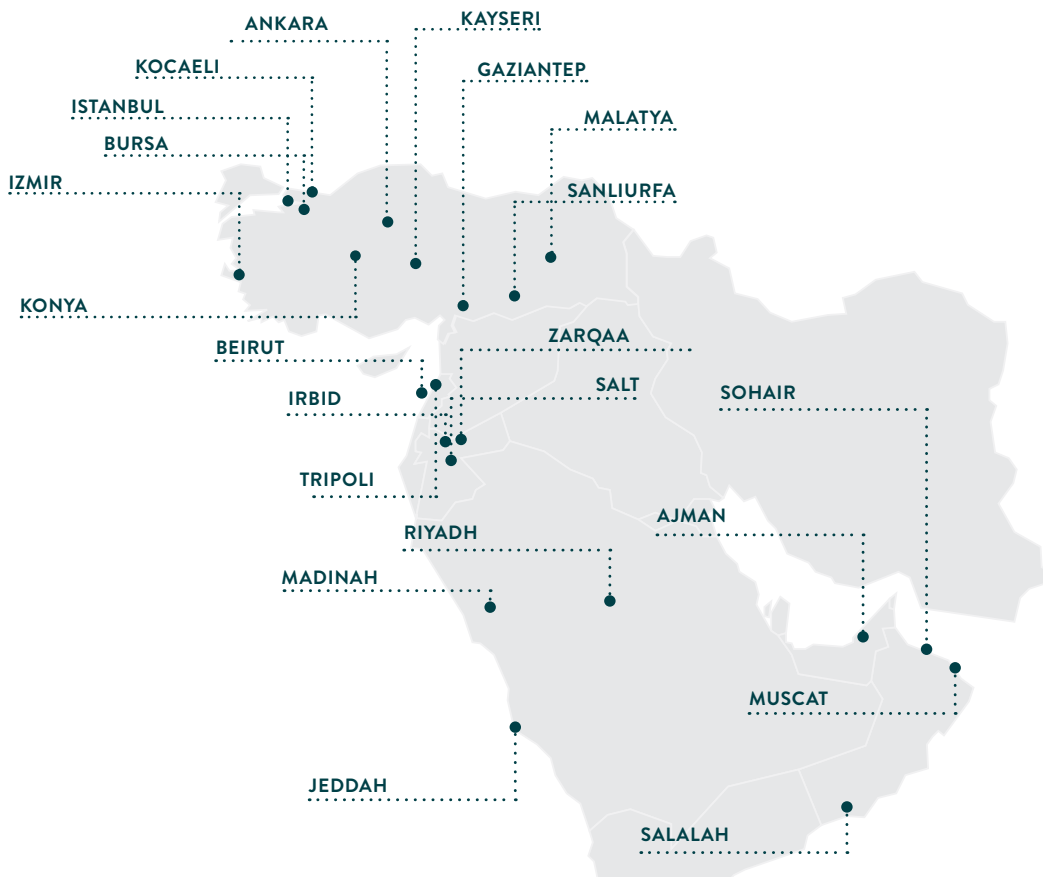 KAYSERI
ANKARA
KOCAELI
GAZIANTEP
ISTANBUL
MALATYA
BURSA
IZMIR
SANLIURFA
KONYA
ZARQAA
BEIRUT
SALT
SOHAIR
IRBID
TRIPOLI
AJMAN
RIYADH
MADINAH
MUSCAT
JEDDAH
SALALAH